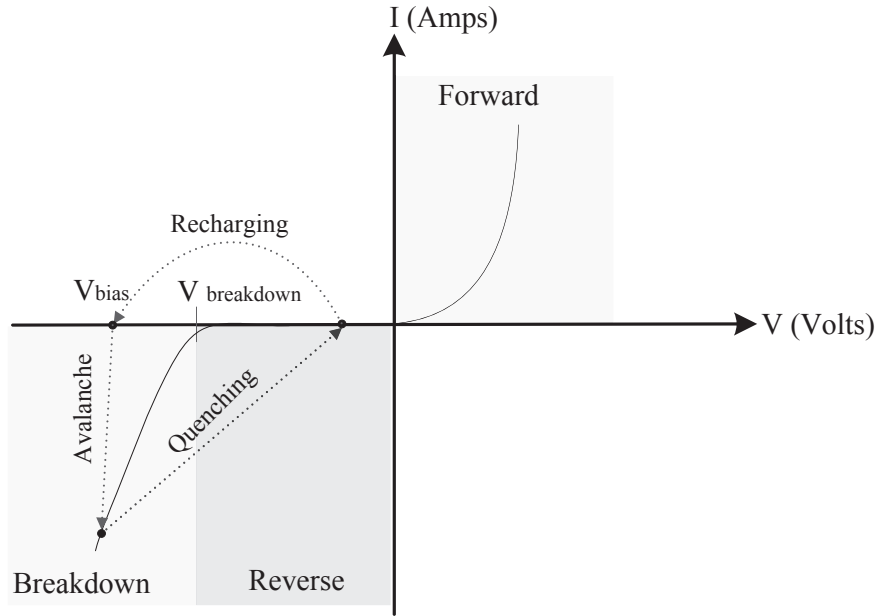 I (Amps)
Forward
Recharging
Vbias
V breakdown
V (Volts)
Avalanche
Quenching
Breakdown
Reverse